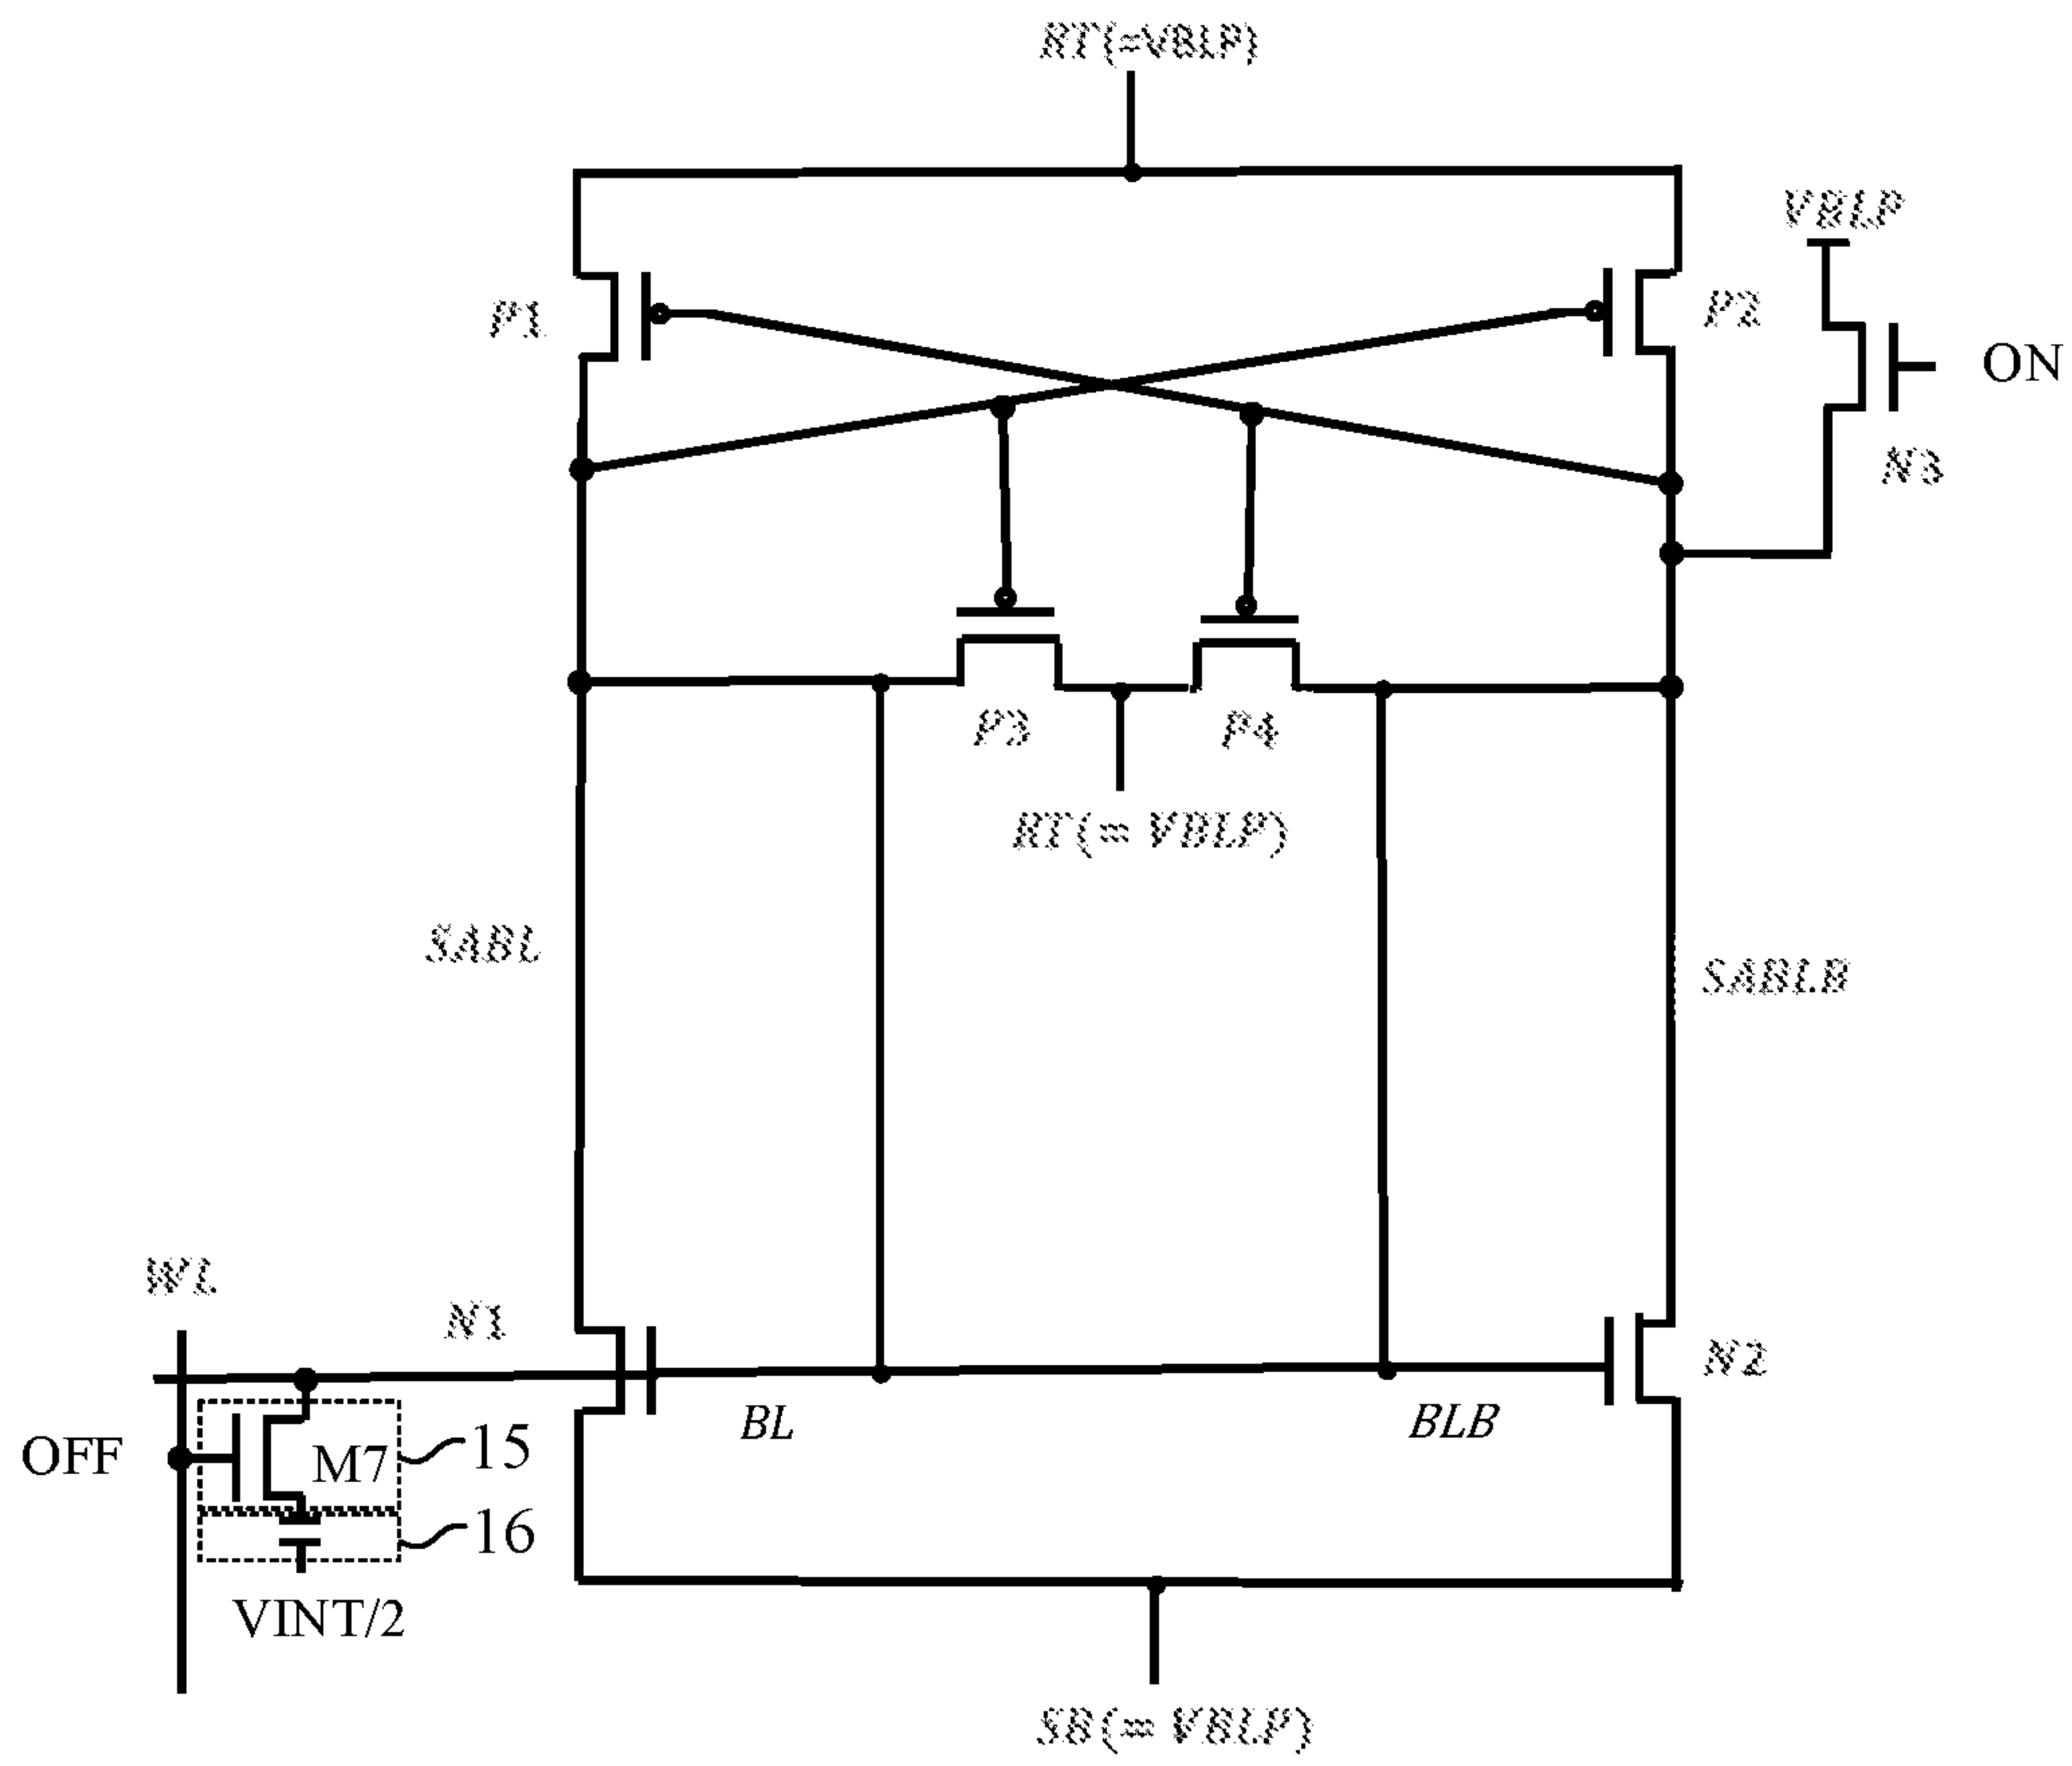 RT(=VBLP)
VBLP
P1
P2
ON
N3
P3
P4
RT(= VBLP)
SABL
SABLB
WL
N1
N2
BL
BLB
OFF
M7
15
16
VINT/2
SB(= VBLP)